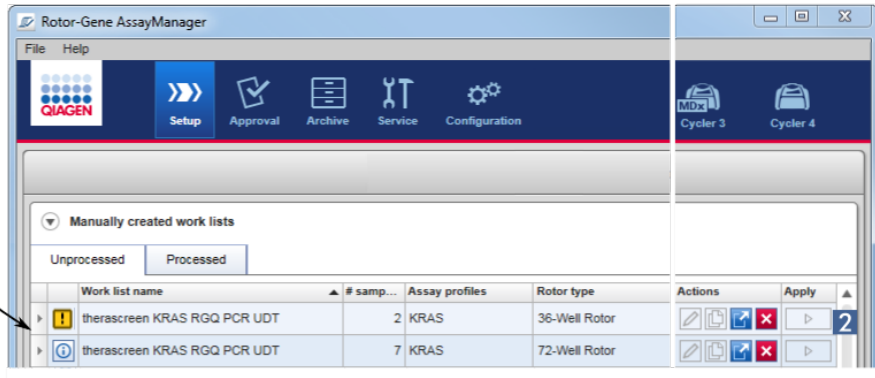 Rotor-Gene AssayManager
File Help
QIAGEN
Setup Approval Archive Service Configuration MDx Cycler 3 Cycler 4
Manually created work lists
Unprocessed Processed
Work list name # samp... Assay profiles Rotor type Actions Apply
! therascreen KRAS RGQ PCR UDT 2 KRAS 36-Well Rotor 2
i therascreen KRAS RGQ PCR UDT 7 KRAS 72-Well Rotor